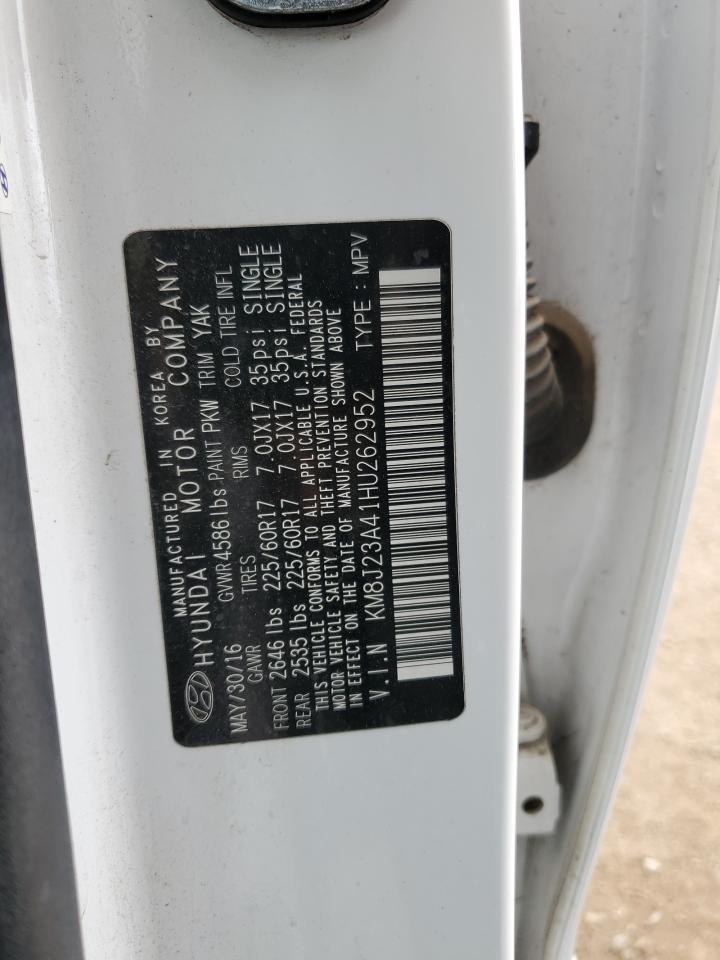 MANUFACTURED IN KOREA BY
HYUNDAI MOTOR COMPANY
MAY/30/16 GVWR 4586 lbs PAINT PKW TRIM YAK
GAWR TIRES RIMS COLD TIRE INFL
FRONT 2646 lbs 225/60R17 7.0JX17 35psi SINGLE
REAR 2535 lbs 225/60R17 7.0JX17 35psi SINGLE
THIS VEHICLE CONFORMS TO ALL APPLICABLE U.S.A. FEDERAL
MOTOR VEHICLE SAFETY AND THEFT PREVENTION STANDARDS
IN EFFECT ON THE DATE OF MANUFACTURE SHOWN ABOVE
V.I.N KM8J23A41HU262952 TYPE : MPV